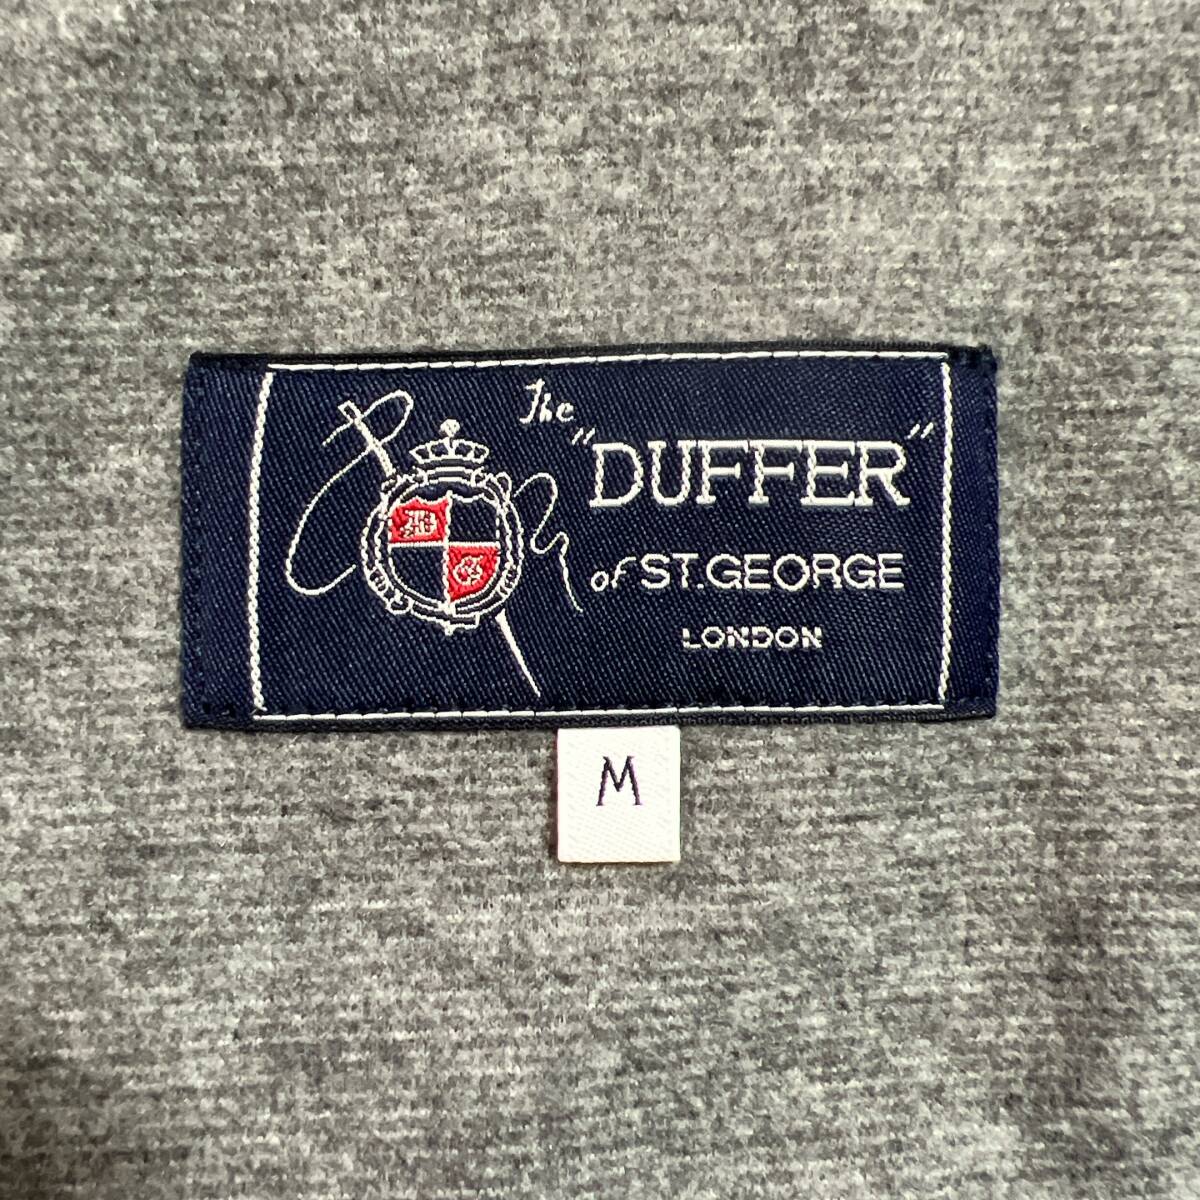 The
"DUFFER"
of ST.GEORGE
LONDON
M